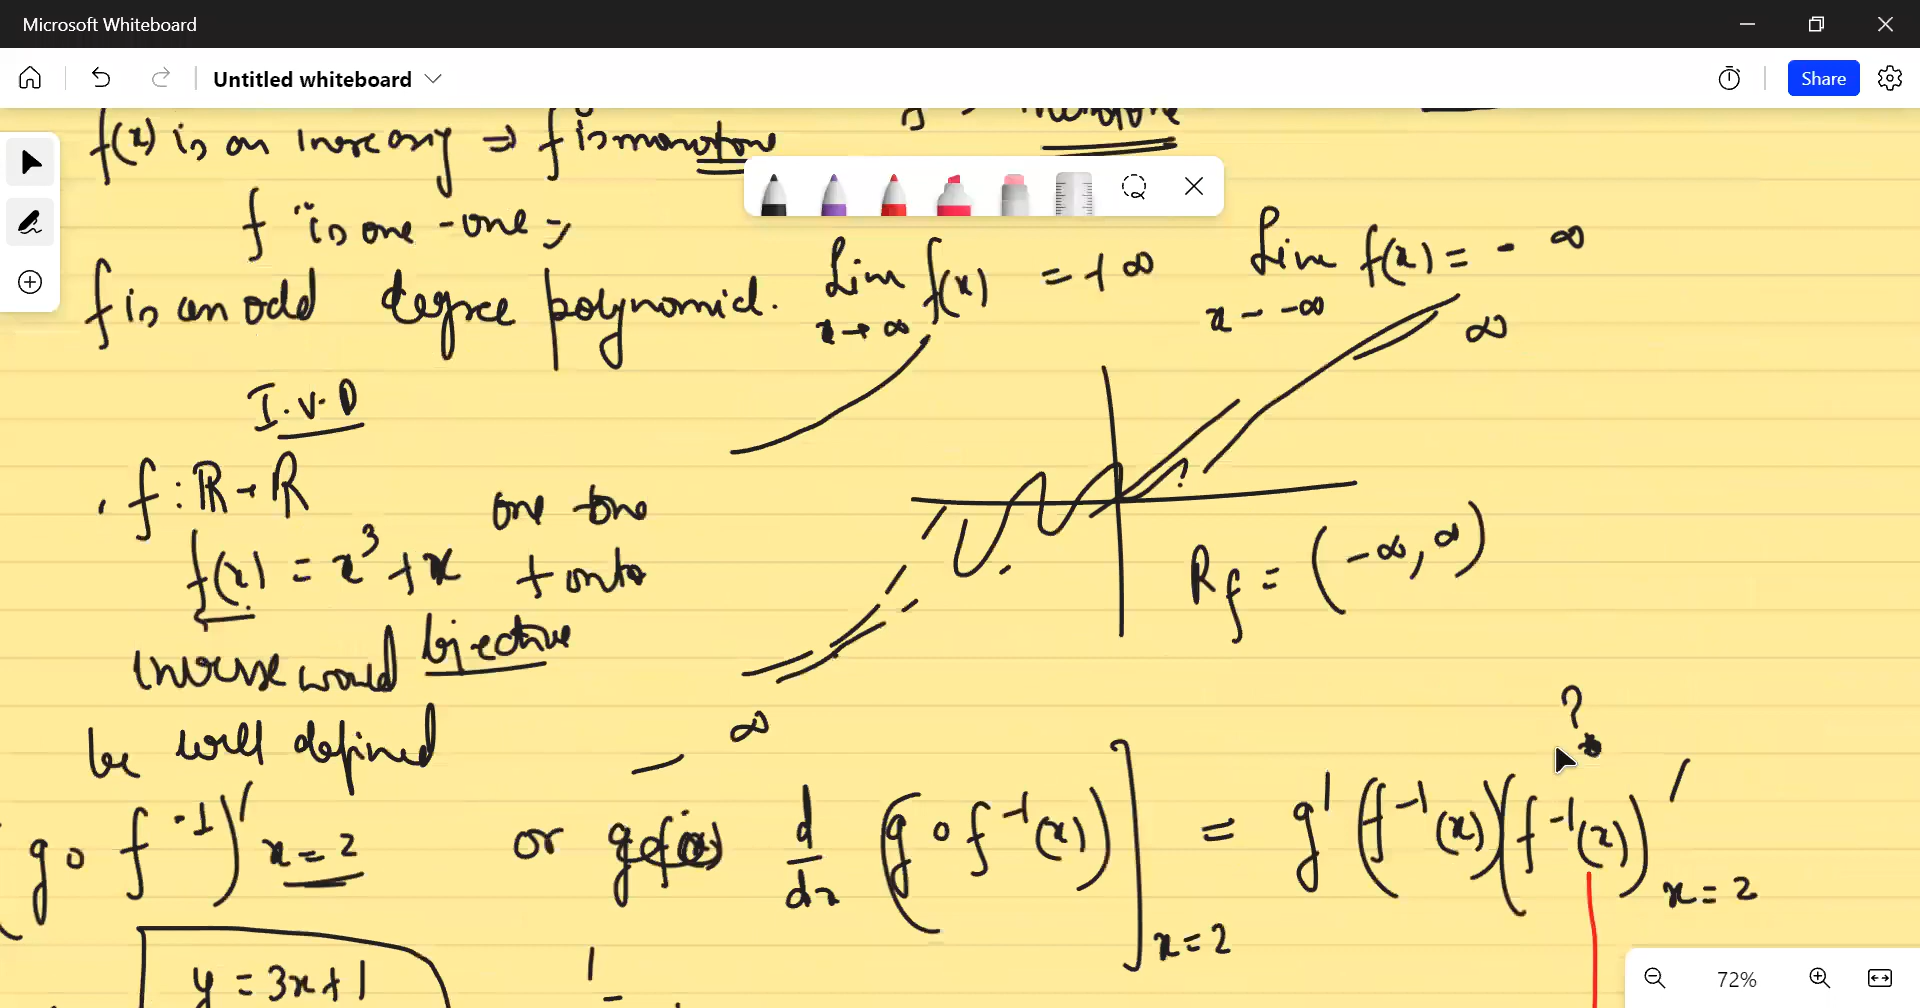 Microsoft Whiteboard
Untitled whiteboard
Share
f(x) is an increasing ⇒ f is monotone
f is one-one ⇒
f is an odd degree polynomial. Lim x→∞ f(x) = +∞ Lim x→-∞ f(x) = -∞
∞
I.V.P
f : R → R one-one
f(x) = x³ + x + onto
R_f = (-∞, ∞)
inverse would bijective
be well defined
-∞
?
(g o f⁻¹)' x = 2 or d/dx (g o f⁻¹(x))]x=2 = g'(f⁻¹(x))(f⁻¹(x))' x = 2
y = 3x+1
72%